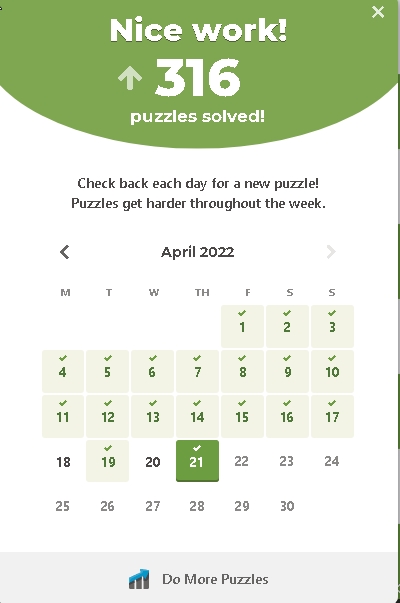 Nice work!
316
puzzles solved!
Check back each day for a new puzzle!
Puzzles get harder throughout the week.
April 2022
M T W TH F S S
1 2 3
4 5 6 7 8 9 10
11 12 13 14 15 16 17
18 19 20 21 22 23 24
25 26 27 28 29 30
Do More Puzzles